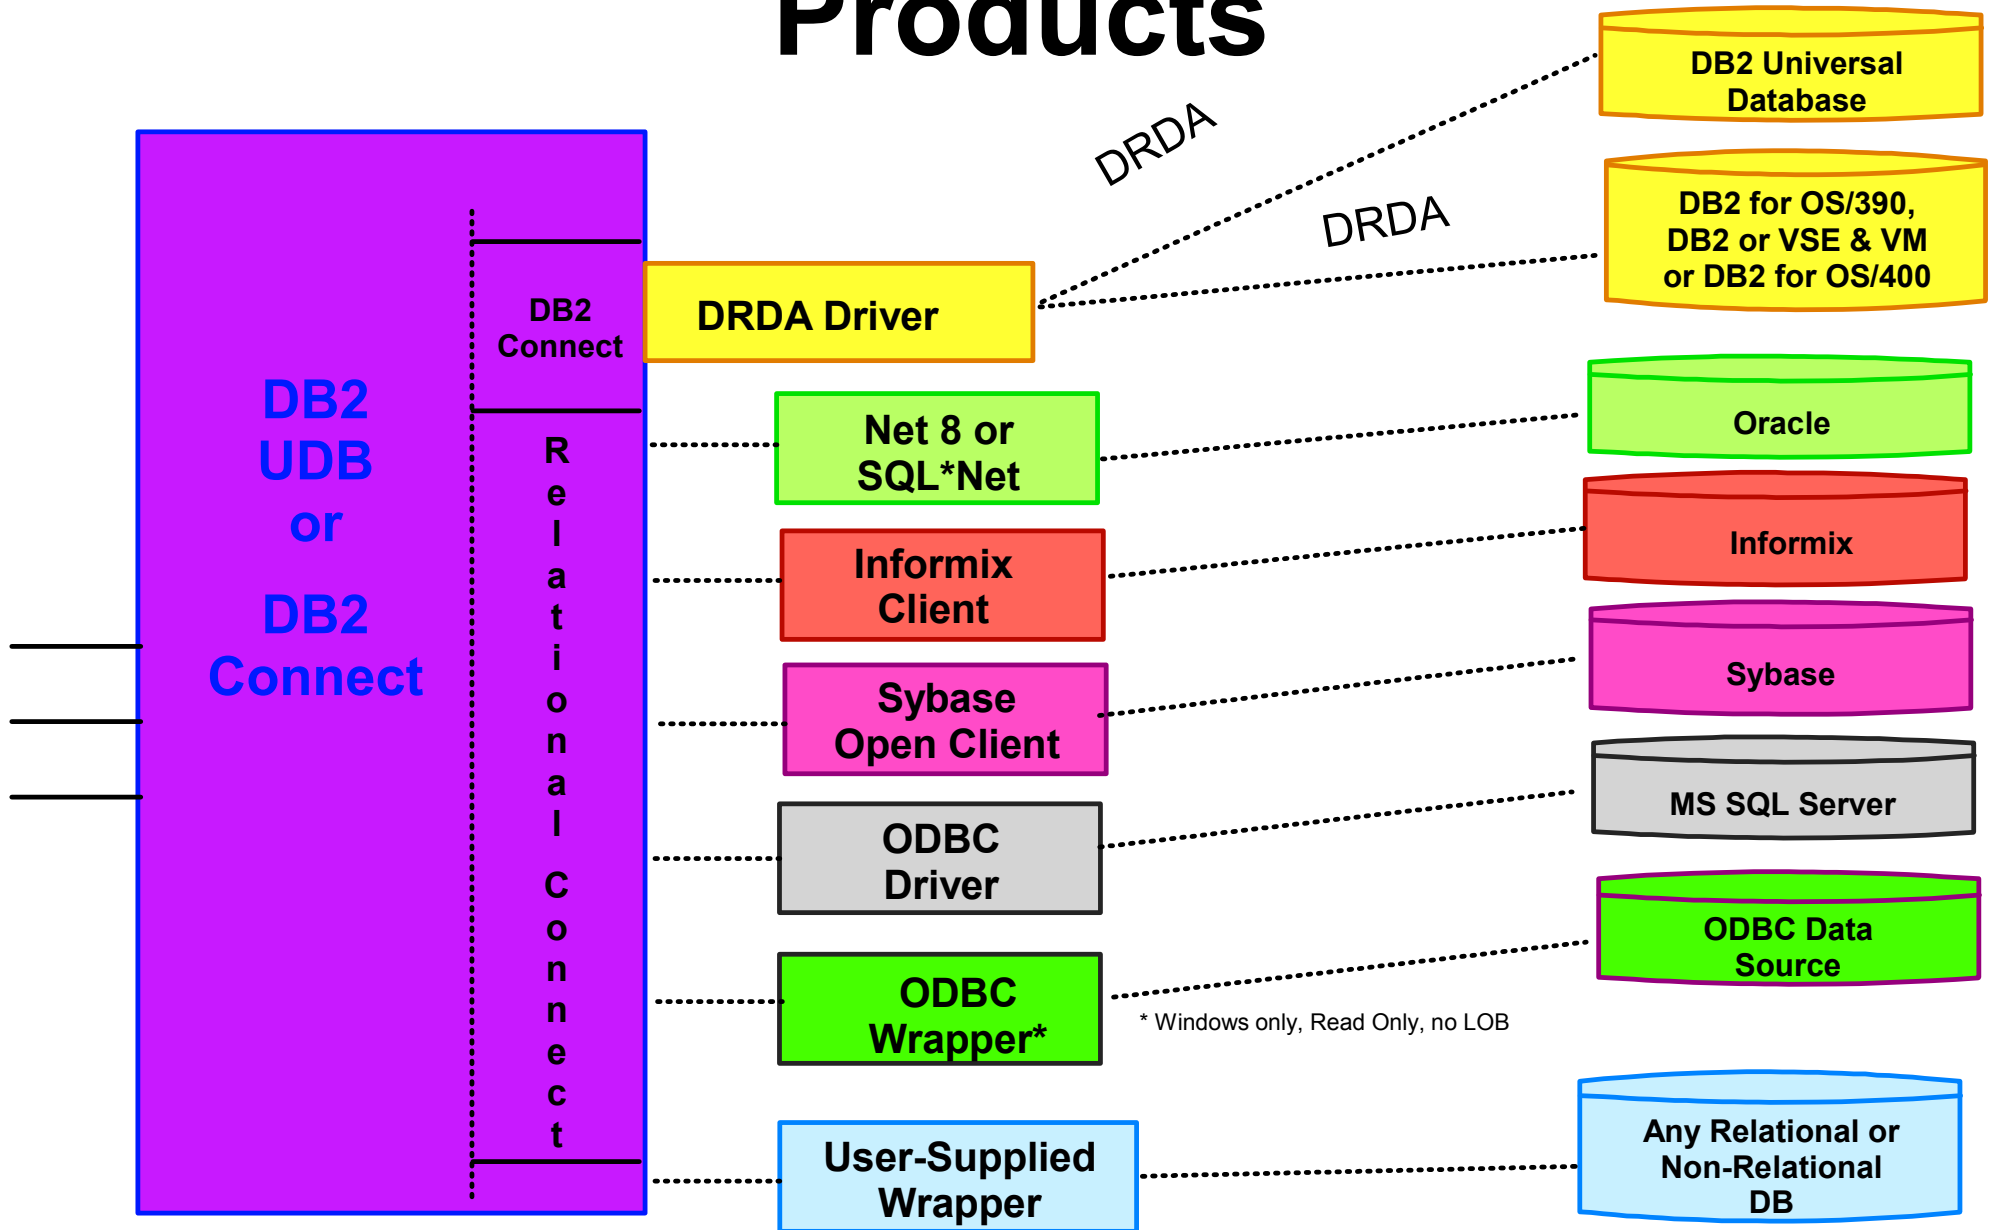 Products
DB2
UDB
or
DB2
Connect
DB2
Connect
Relational Connect
DRDA Driver
DRDA
DRDA
DB2 Universal
Database
DB2 for OS/390,
DB2 or VSE & VM
or DB2 for OS/400
Net 8 or
SQL*Net
Oracle
Informix
Client
Informix
Sybase
Open Client
Sybase
ODBC
Driver
MS SQL Server
ODBC
Wrapper*
* Windows only, Read Only, no LOB
ODBC Data
Source
User-Supplied
Wrapper
Any Relational or
Non-Relational
DB